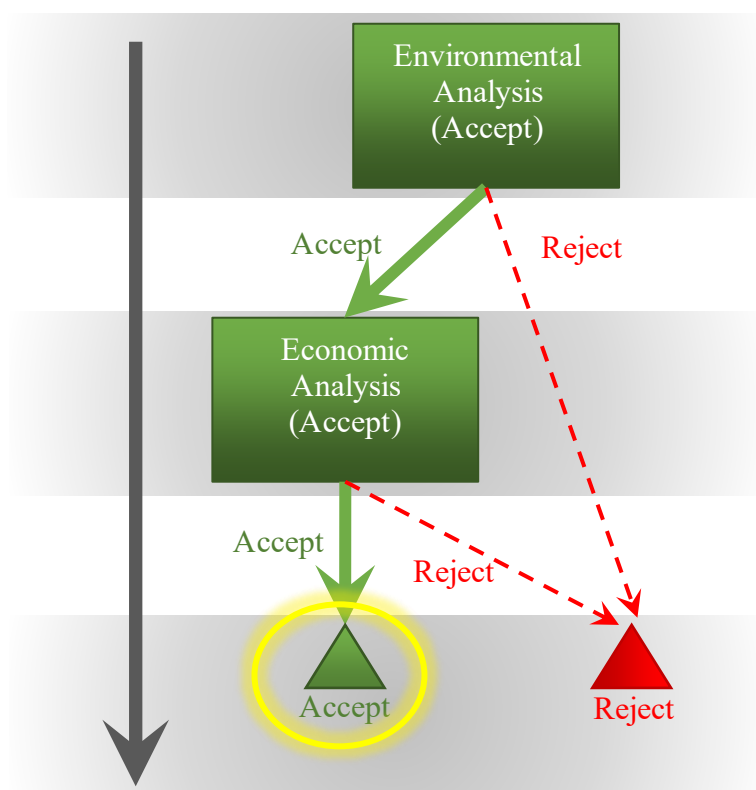 Environmental
Analysis
(Accept)
Accept
Reject
Economic
Analysis
(Accept)
Accept
Reject
Accept
Reject